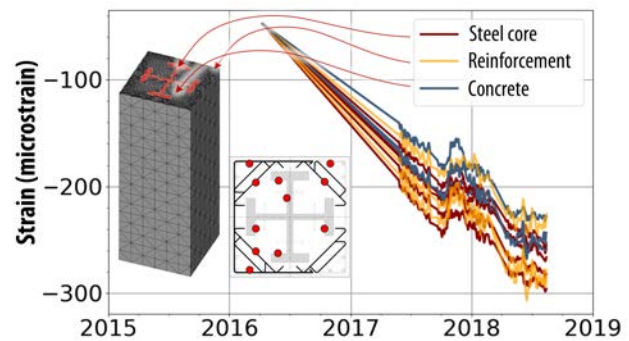 Steel core
Reinforcement
Concrete
Strain (microstrain)
−100
−200
−300
2015 2016 2017 2018 2019